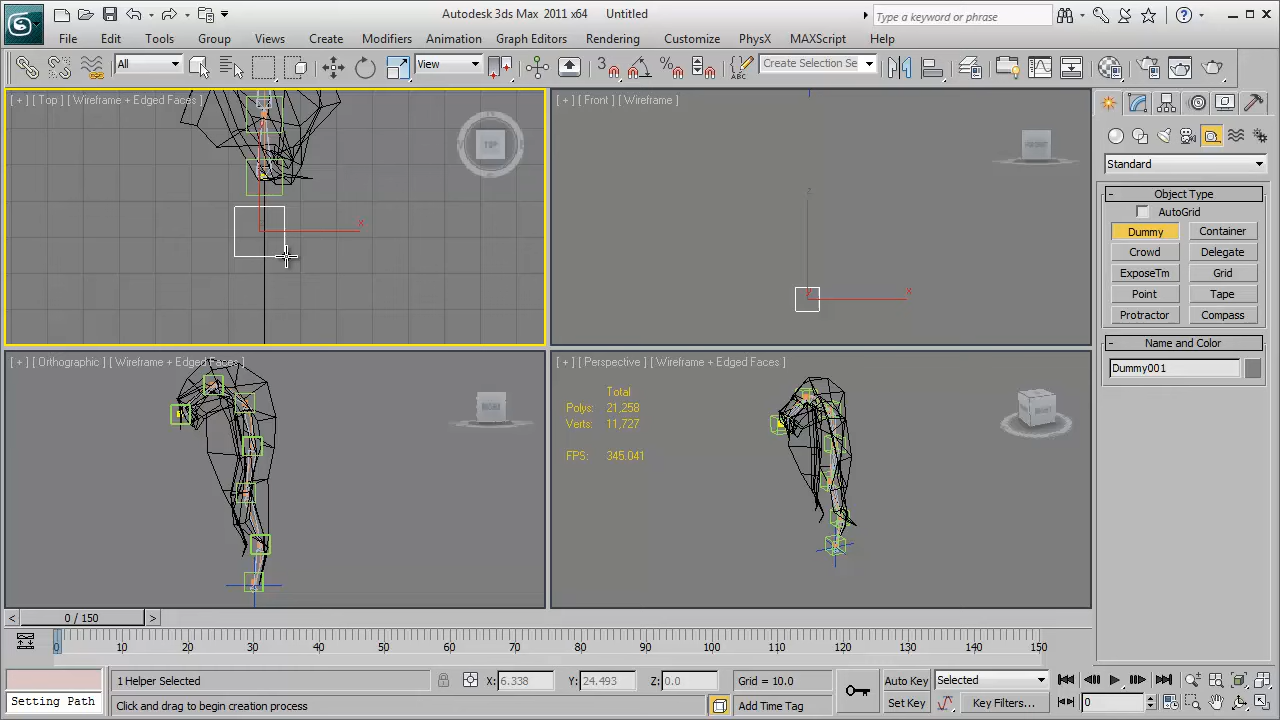 Autodesk 3ds Max 2011 x64 Untitled
Type a keyword or phrase
File Edit Tools Group Views Create Modifiers Animation Graph Editors Rendering Customize PhysX MAXScript Help
All View 3 Create Selection Se
[ + ] [ Top ] [ Wireframe + Edged Faces ]
TOP
x
[ + ] [ Front ] [ Wireframe ]
FRONT
z
y x
[ + ] [ Orthographic ] [ Wireframe + Edged Faces ]
[ + ] [ Perspective ] [ Wireframe + Edged Faces ]
Total
Polys: 21,258
Verts: 11,727
FPS: 345.041
Standard
- Object Type
AutoGrid
Dummy Container
Crowd Delegate
ExposeTm Grid
Point Tape
Protractor Compass
- Name and Color
Dummy001
< 0 / 150 >
0 10 20 30 40 50 60 70 80 90 100 110 120 130 140 150
1 Helper Selected X: 6.338 Y: 24.493 Z: 0.0 Grid = 10.0 Auto Key Selected
Setting Path Click and drag to begin creation process Add Time Tag Set Key Key Filters... 0